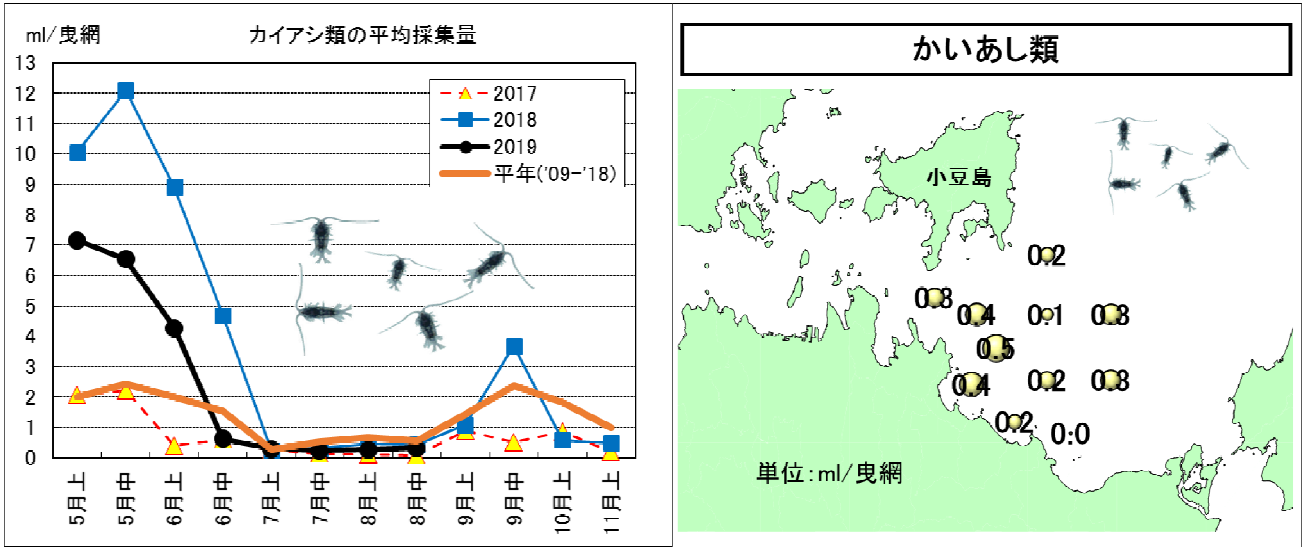 ml/曳網
カイアシ類の平均採集量
13
12
11
10
9
8
7
6
5
4
3
2
1
0
2017
2018
2019
平年('09-'18)
5月上
5月中
6月上
6月中
7月上
7月中
8月上
8月中
9月上
9月中
10月上
11月上
かいあし類
小豆島
0.2
0.3
0.4
0.1
0.3
0.5
0.4
0.2
0.3
0.2
0.0
単位:ml/曳網